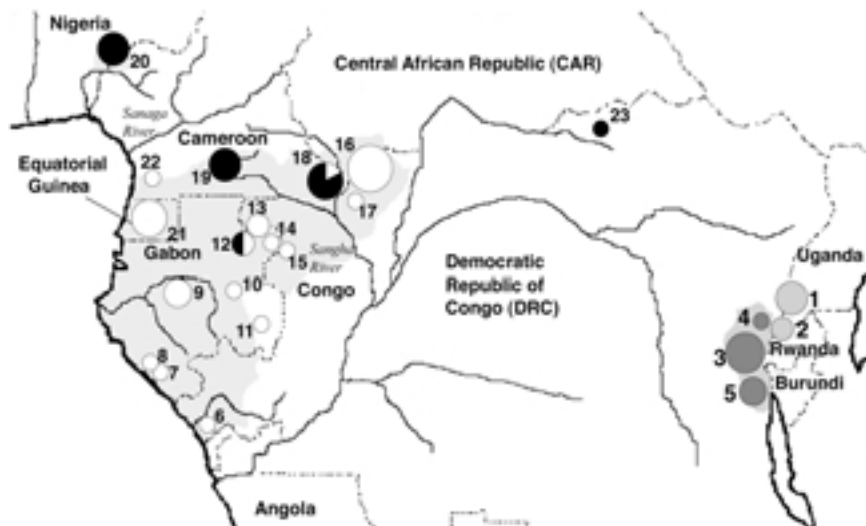 Nigeria
20
Central African Republic (CAR)
23
Sanaga
River
Cameroon
16
18
Equatorial
Guinea
22
19
17
13
14
21
12
Sangha
River
15
Gabon
Democratic
Republic of
Congo (DRC)
Uganda
9
10
Congo
1
4
2
11
3
Rwanda
8
7
Burundi
5
6
Angola